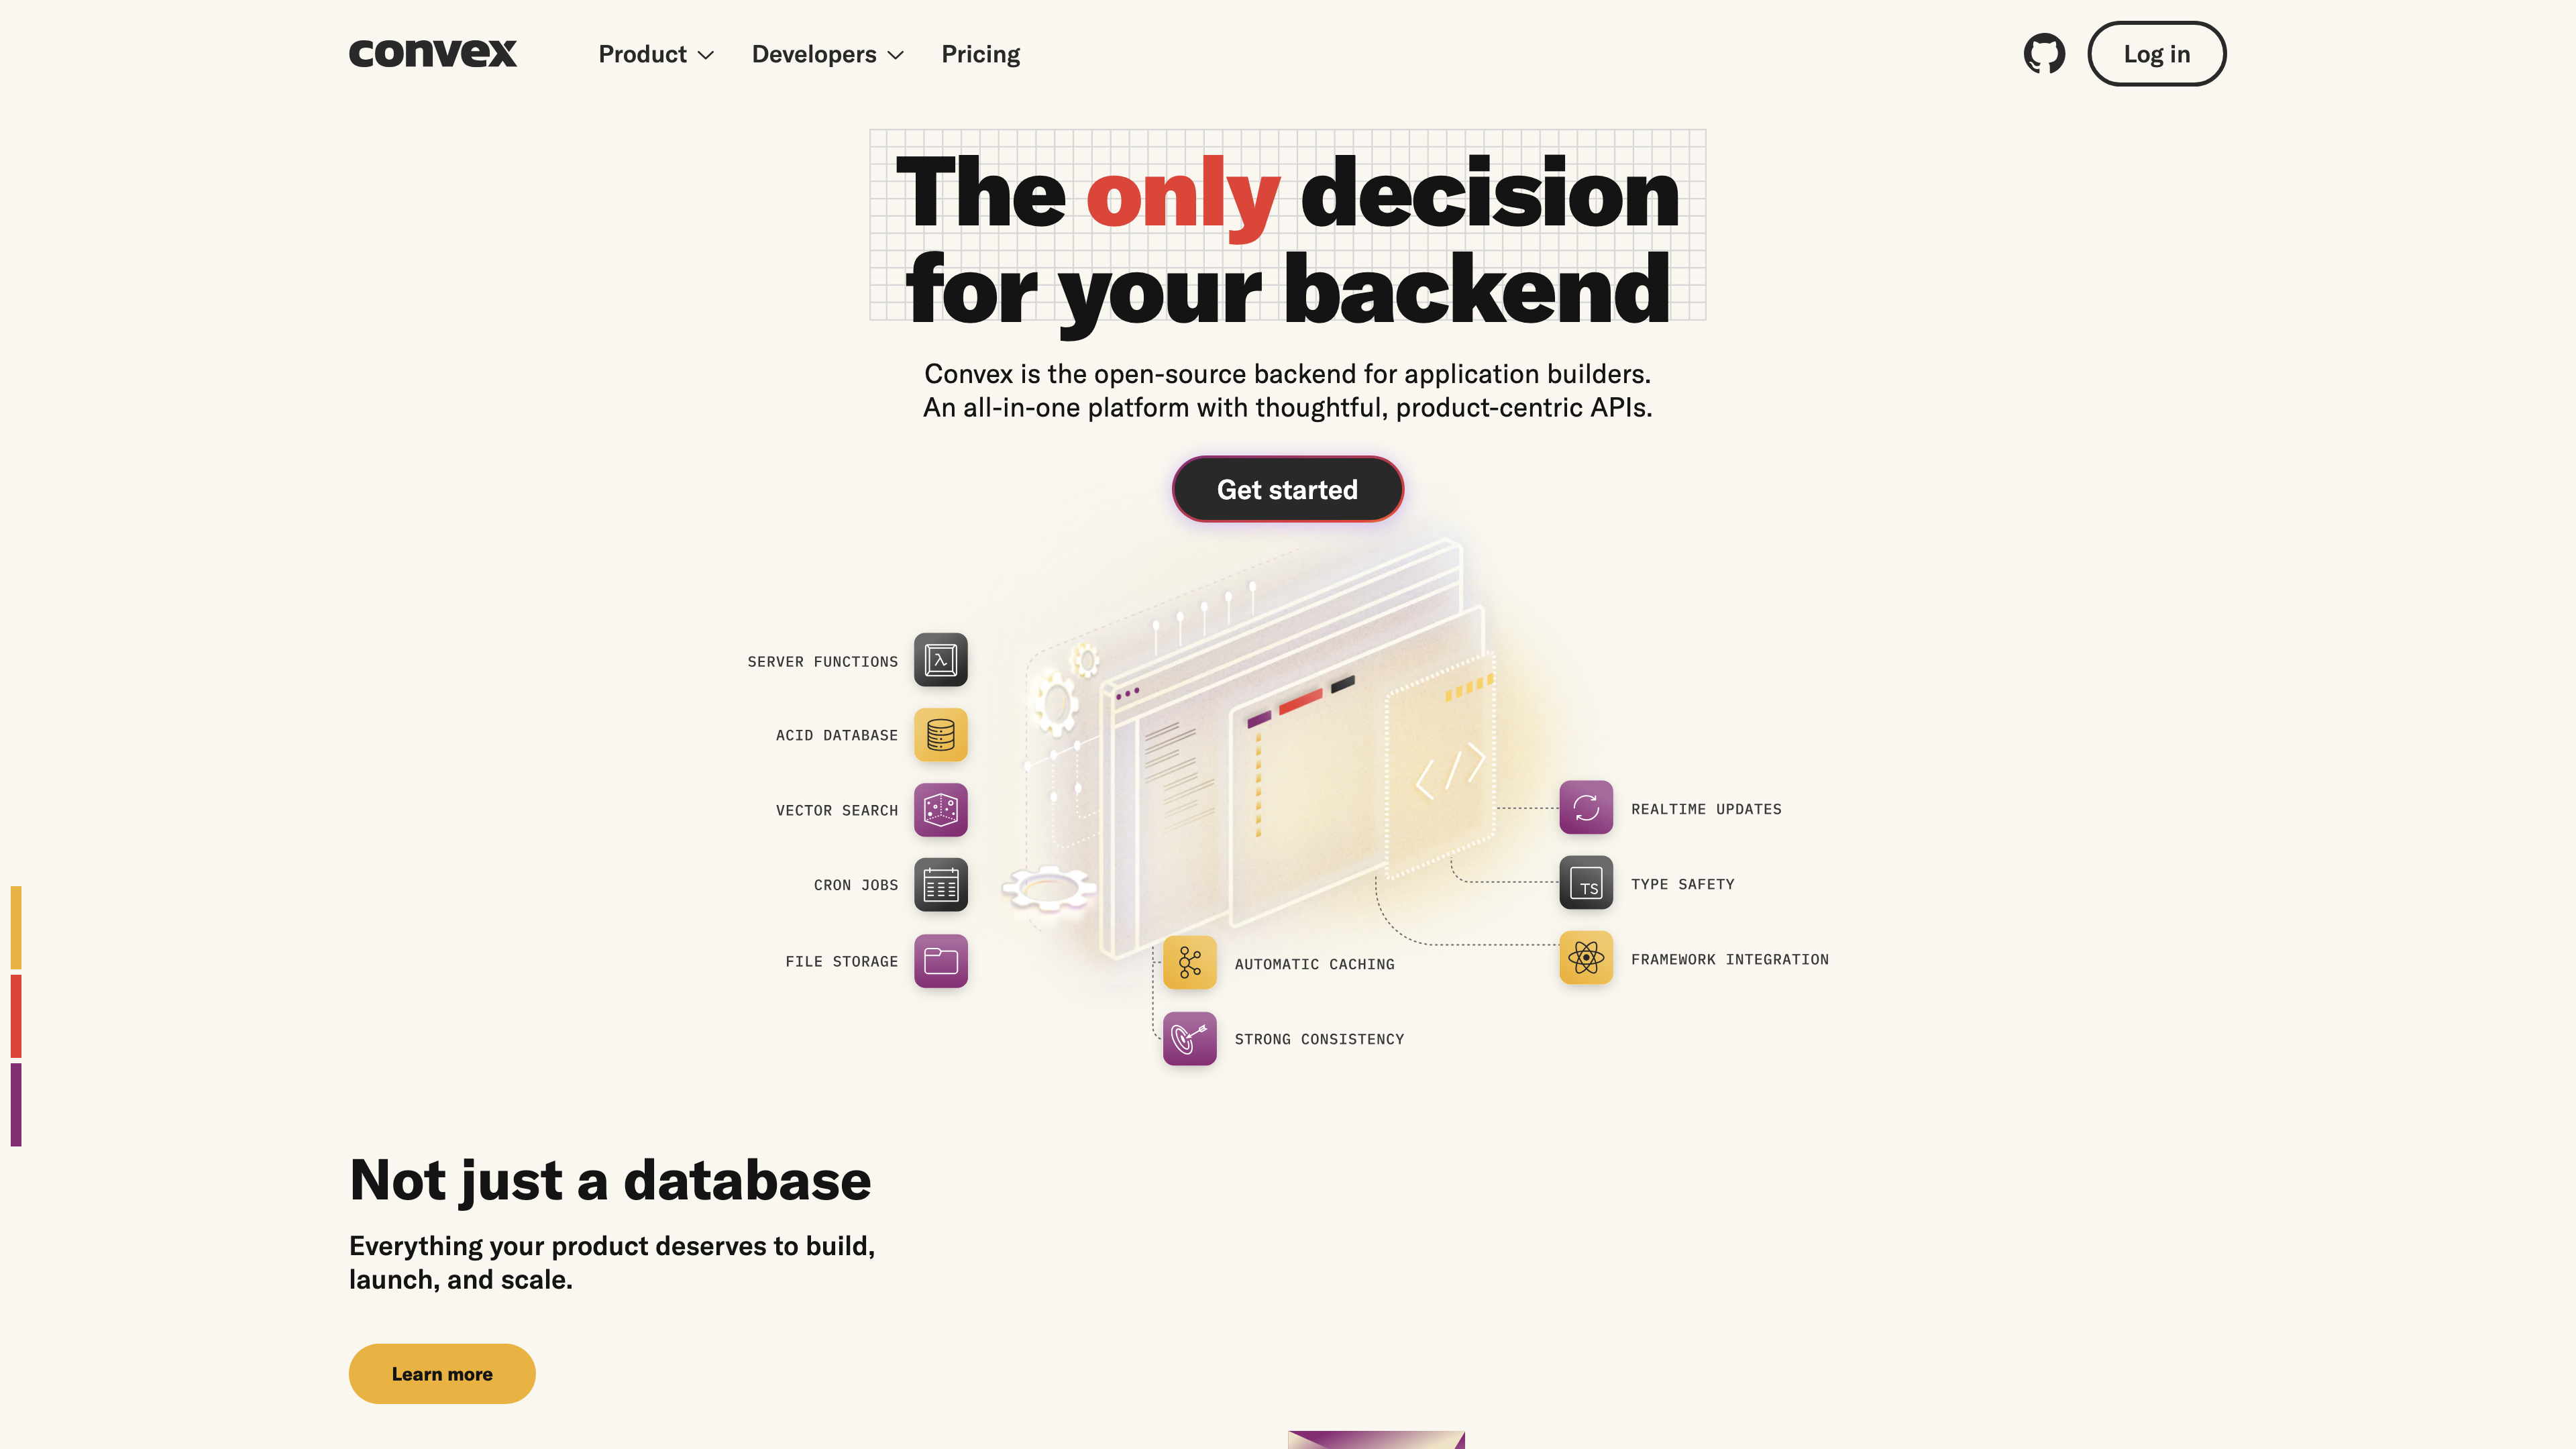 convex
Product
Developers
Pricing
Log in
The only decision
for your backend
Convex is the open-source backend for application builders.
An all-in-one platform with thoughtful, product-centric APIs.
Get started
SERVER FUNCTIONS
λ
ACID DATABASE
VECTOR SEARCH
CRON JOBS
FILE STORAGE
</>
AUTOMATIC CACHING
STRONG CONSISTENCY
REALTIME UPDATES
TS
TYPE SAFETY
FRAMEWORK INTEGRATION
Not just a database
Everything your product deserves to build,
launch, and scale.
Learn more